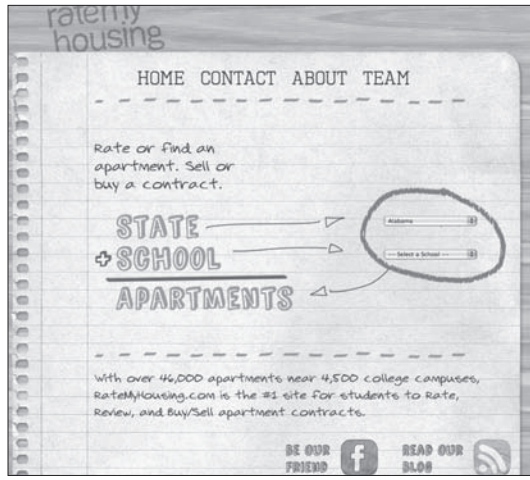 ratemy
housing
HOME CONTACT ABOUT TEAM
Rate or find an
apartment. Sell or
buy a contract.
STATE
Alabama
+ SCHOOL
--- Select a School ---
APARTMENTS
With over 46,000 apartments near 4,500 college campuses,
RateMyHousing.com is the #1 site for students to Rate,
Review, and Buy/Sell apartment contracts.
BE OUR
FRIEND
f
READ OUR
BLOG